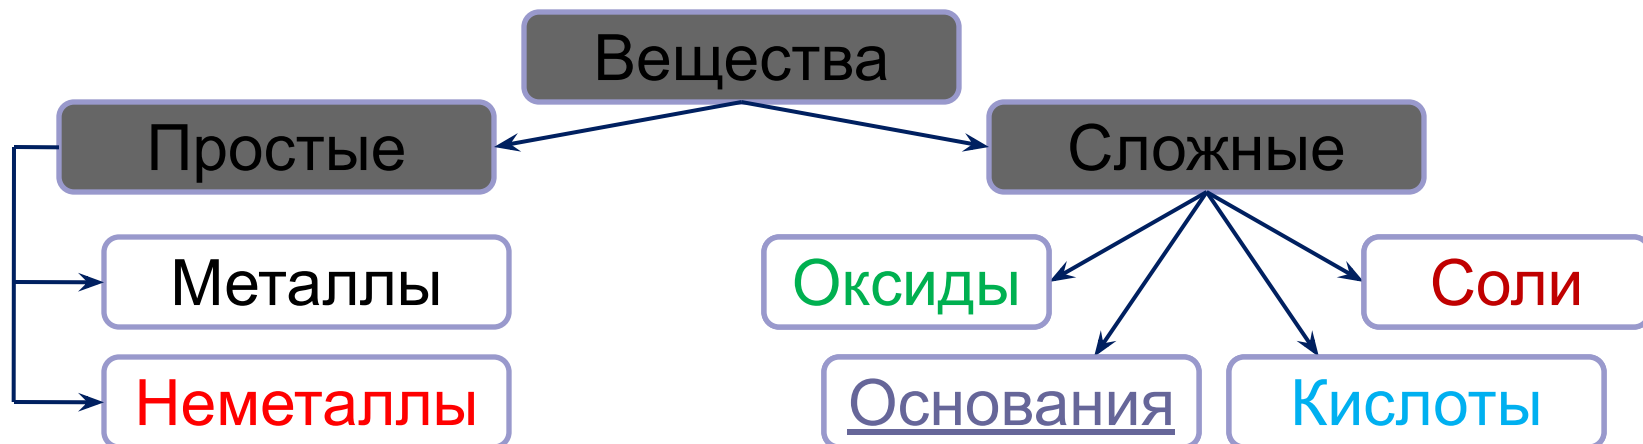 Вещества
Простые
Сложные
Металлы
Оксиды
Соли
Неметаллы
Основания
Кислоты